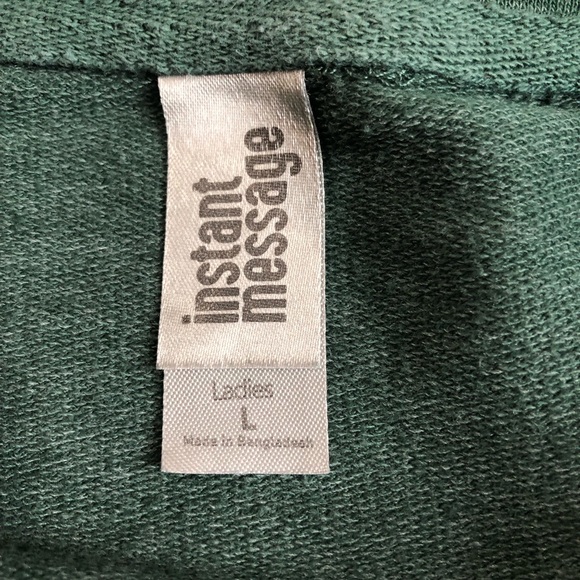 instant
message
Ladies
L
Made in Bangladesh